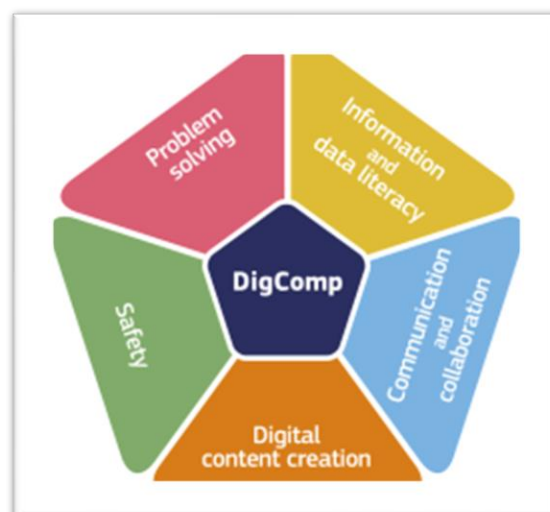 Problem
solving
Information
and
data literacy
DigComp
Safety
Communication
and
collaboration
Digital
content creation